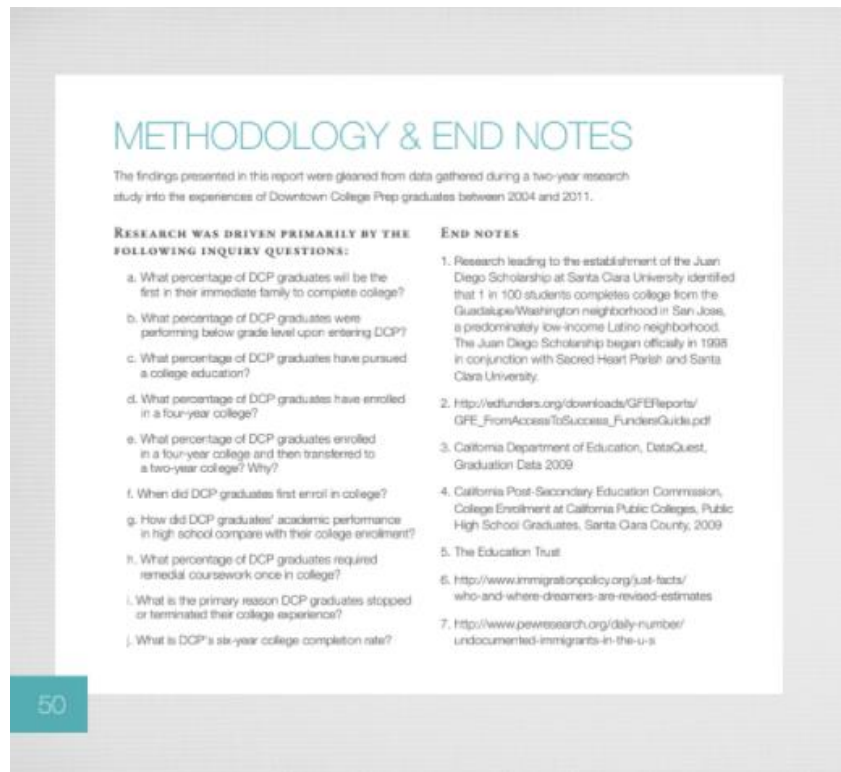 METHODOLOGY & END NOTES
The findings presented in this report were gleaned from data gathered during a two-year research
study into the experiences of Downtown College Prep graduates between 2004 and 2011.
RESEARCH WAS DRIVEN PRIMARILY BY THE
FOLLOWING INQUIRY QUESTIONS:
a. What percentage of DCP graduates will be the
first in their immediate family to complete college?
b. What percentage of DCP graduates were
performing below grade level upon entering DCP?
c. What percentage of DCP graduates have pursued
a college education?
d. What percentage of DCP graduates have enrolled
in a four-year college?
e. What percentage of DCP graduates enrolled
in a four-year college and then transferred to
a two-year college? Why?
f. When did DCP graduates first enroll in college?
g. How did DCP graduates' academic performance
in high school compare with their college enrollment?
h. What percentage of DCP graduates required
remedial coursework once in college?
i. What is the primary reason DCP graduates stopped
or terminated their college experience?
j. What is DCP's six-year college completion rate?
END NOTES
1. Research leading to the establishment of the Juan
Diego Scholarship at Santa Clara University identified
that 1 in 100 students completes college from the
Guadalupe/Washington neighborhood in San Jose,
a predominately low-income Latino neighborhood.
The Juan Diego Scholarship began officially in 1998
in conjunction with Sacred Heart Parish and Santa
Clara University.
2. http://edfunders.org/downloads/GFEReports/
GFE_FromAccessToSuccess_FundersGuide.pdf
3. California Department of Education, DataQuest,
Graduation Data 2009
4. California Post-Secondary Education Commission,
College Enrollment at California Public Colleges, Public
High School Graduates, Santa Clara County, 2009
5. The Education Trust
6. http://www.immigrationpolicy.org/just-facts/
who-and-where-dreamers-are-revised-estimates
7. http://www.pewresearch.org/daily-number/
undocumented-immigrants-in-the-u-s
50